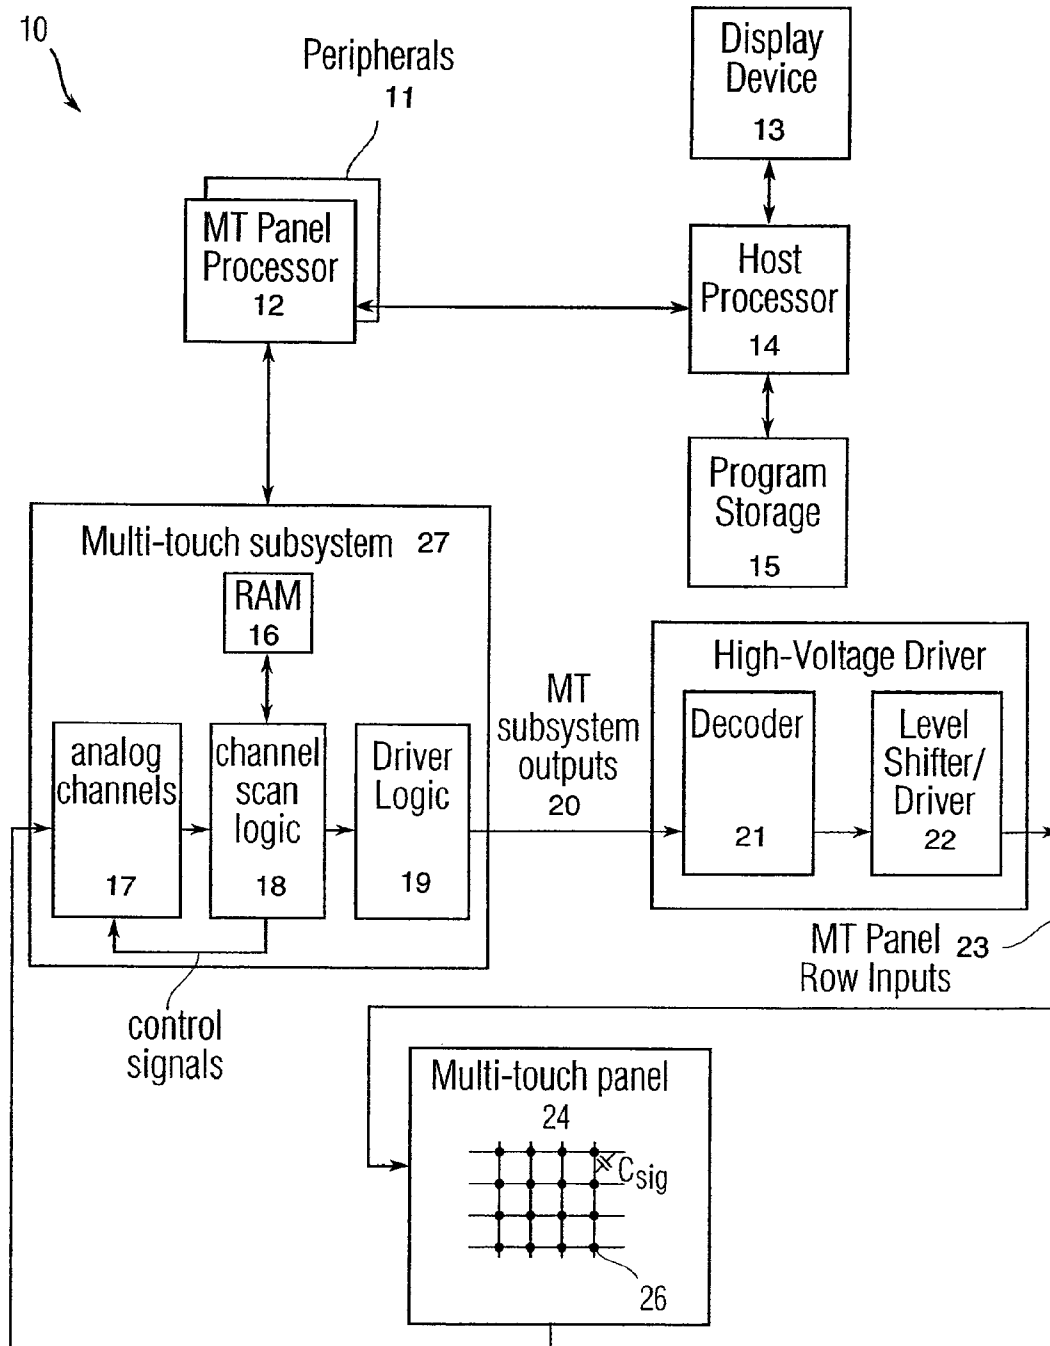 10
Peripherals
11
Display
Device
13
MT Panel
Processor
12
Host
Processor
14
Program
Storage
15
Multi-touch subsystem 27
RAM
16
analog
channels
17
channel
scan
logic
18
Driver
Logic
19
control
signals
MT
subsystem
outputs
20
High-Voltage Driver
Decoder
21
Level
Shifter/
Driver
22
MT Panel 23
Row Inputs
Multi-touch panel
24
Csig
26